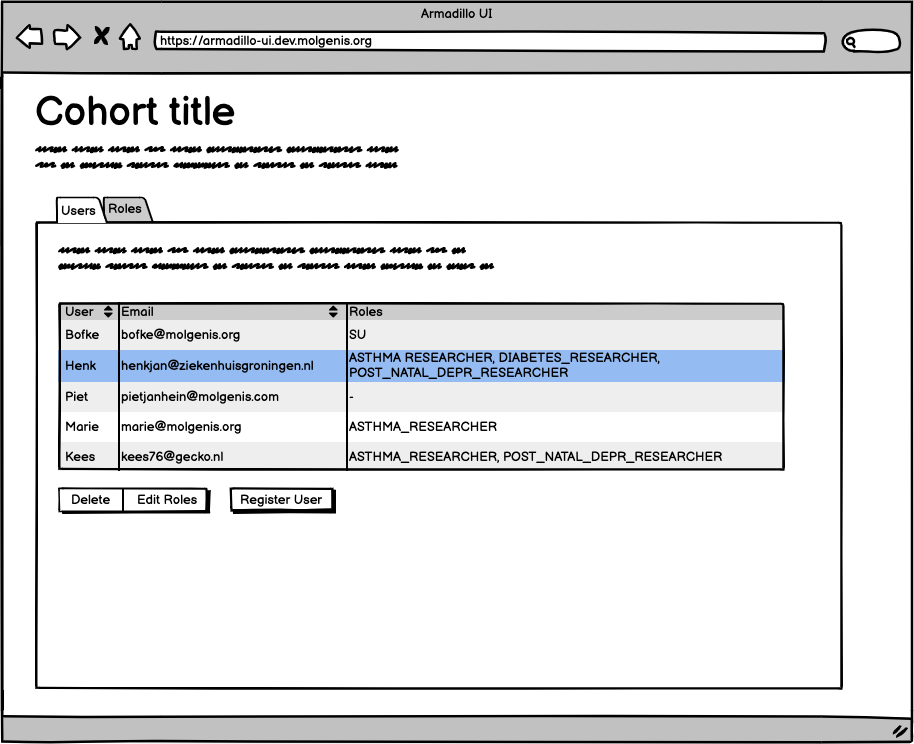 Armadillo UI
https://armadillo-ui.dev.molgenis.org
Cohort title
Users Roles
User Email Roles
Bofke bofke@molgenis.org SU
Henk henkjan@ziekenhuisgroningen.nl ASTHMA RESEARCHER, DIABETES_RESEARCHER,
POST_NATAL_DEPR_RESEARCHER
Piet pietjanhein@molgenis.com -
Marie marie@molgenis.org ASTHMA_RESEARCHER
Kees kees76@gecko.nl ASTHMA_RESEARCHER, POST_NATAL_DEPR_RESEARCHER
Delete Edit Roles Register User